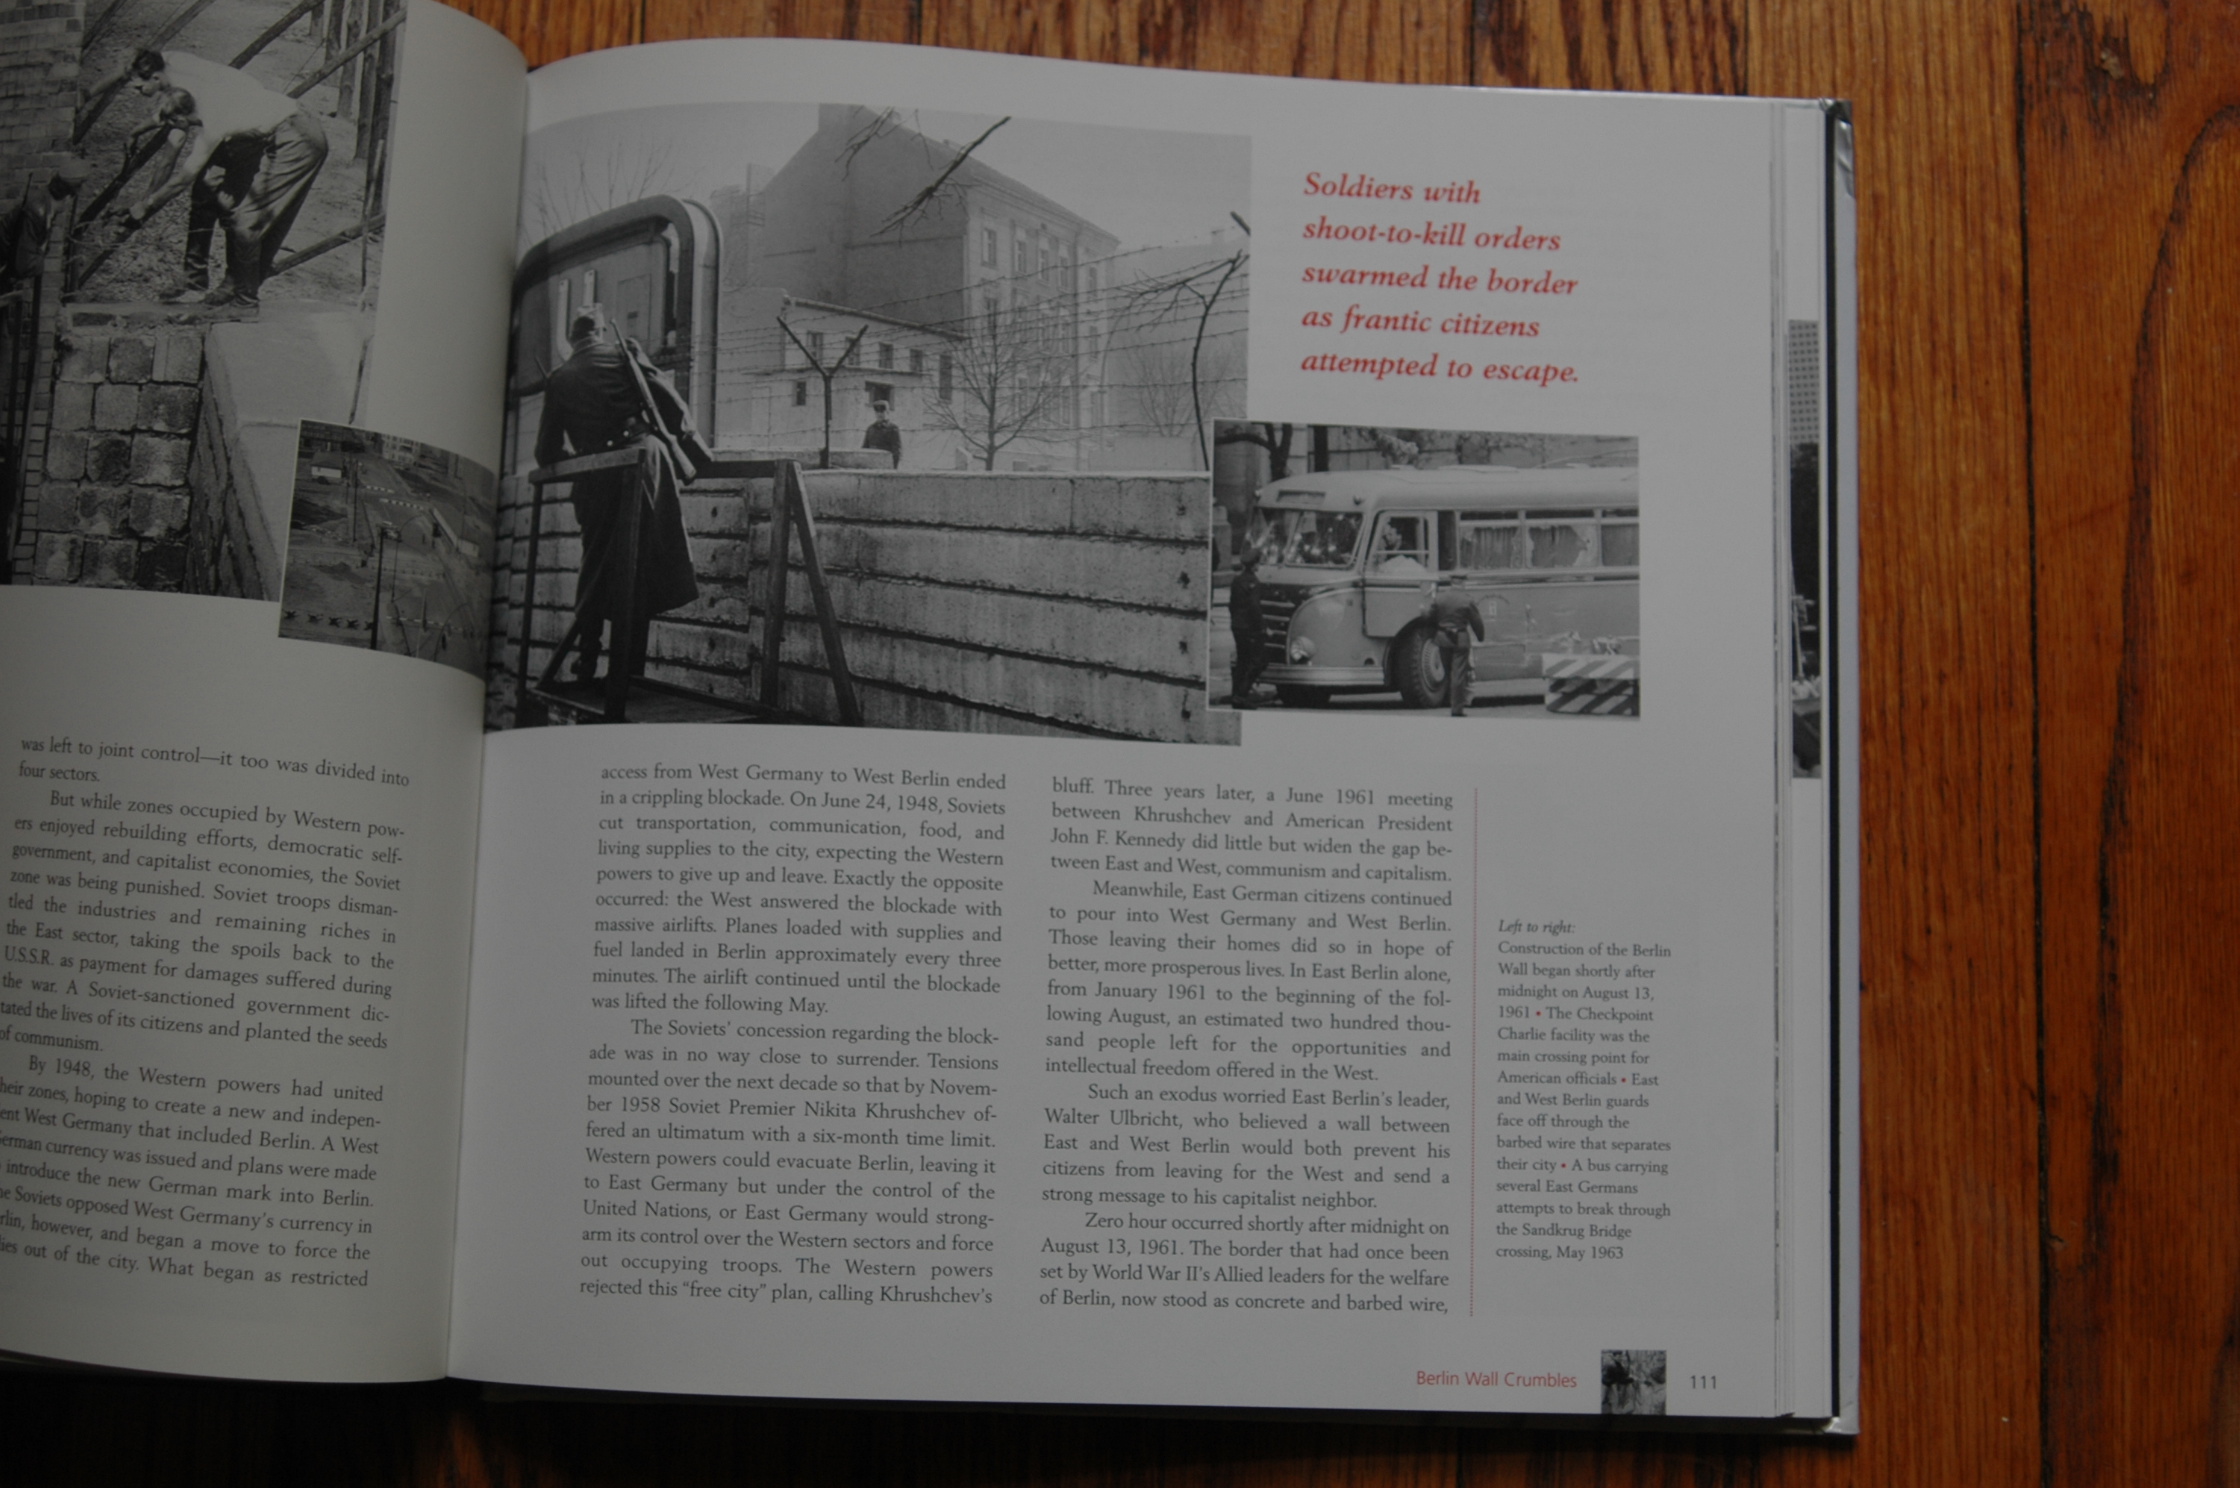 was left to joint control—it too was divided into
four sectors.
But while zones occupied by Western pow-
ers enjoyed rebuilding efforts, democratic self-
government, and capitalist economies, the Soviet
zone was being punished. Soviet troops disman-
tled the industries and remaining riches in
the East sector, taking the spoils back to the
U.S.S.R. as payment for damages suffered during
the war. A Soviet-sanctioned government dic-
tated the lives of its citizens and planted the seeds
of communism.
By 1948, the Western powers had united
their zones, hoping to create a new and indepen-
ent West Germany that included Berlin. A West
erman currency was issued and plans were made
introduce the new German mark into Berlin.
he Soviets opposed West Germany's currency in
rlin, however, and began a move to force the
ies out of the city. What began as restricted
Soldiers with
shoot-to-kill orders
swarmed the border
as frantic citizens
attempted to escape.
access from West Germany to West Berlin ended
in a crippling blockade. On June 24, 1948, Soviets
cut transportation, communication, food, and
living supplies to the city, expecting the Western
powers to give up and leave. Exactly the opposite
occurred: the West answered the blockade with
massive airlifts. Planes loaded with supplies and
fuel landed in Berlin approximately every three
minutes. The airlift continued until the blockade
was lifted the following May.
The Soviets' concession regarding the block-
ade was in no way close to surrender. Tensions
mounted over the next decade so that by Novem-
ber 1958 Soviet Premier Nikita Khrushchev of-
fered an ultimatum with a six-month time limit.
Western powers could evacuate Berlin, leaving it
to East Germany but under the control of the
United Nations, or East Germany would strong-
arm its control over the Western sectors and force
out occupying troops. The Western powers
rejected this "free city" plan, calling Khrushchev's
bluff. Three years later, a June 1961 meeting
between Khrushchev and American President
John F. Kennedy did little but widen the gap be-
tween East and West, communism and capitalism.
Meanwhile, East German citizens continued
to pour into West Germany and West Berlin.
Those leaving their homes did so in hope of
better, more prosperous lives. In East Berlin alone,
from January 1961 to the beginning of the fol-
lowing August, an estimated two hundred thou-
sand people left for the opportunities and
intellectual freedom offered in the West.
Such an exodus worried East Berlin's leader,
Walter Ulbricht, who believed a wall between
East and West Berlin would both prevent his
citizens from leaving for the West and send a
strong message to his capitalist neighbor.
Zero hour occurred shortly after midnight on
August 13, 1961. The border that had once been
set by World War II's Allied leaders for the welfare
of Berlin, now stood as concrete and barbed wire,
Left to right:
Construction of the Berlin
Wall began shortly after
midnight on August 13,
1961 • The Checkpoint
Charlie facility was the
main crossing point for
American officials • East
and West Berlin guards
face off through the
barbed wire that separates
their city • A bus carrying
several East Germans
attempts to break through
the Sandkrug Bridge
crossing, May 1963
Berlin Wall Crumbles 111